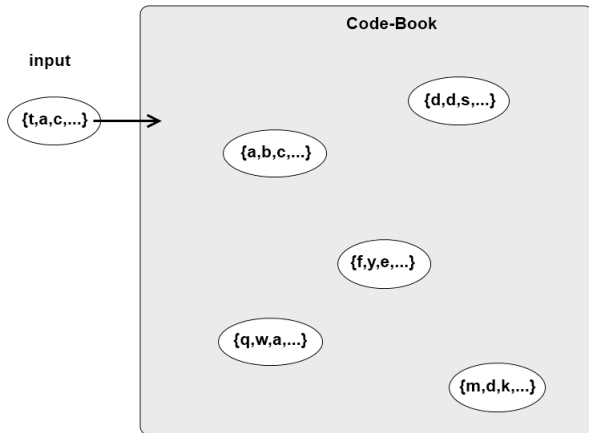 Code-Book
input
{t,a,c,...}
{d,d,s,...}
{a,b,c,...}
{f,y,e,...}
{q,w,a,...}
{m,d,k,...}